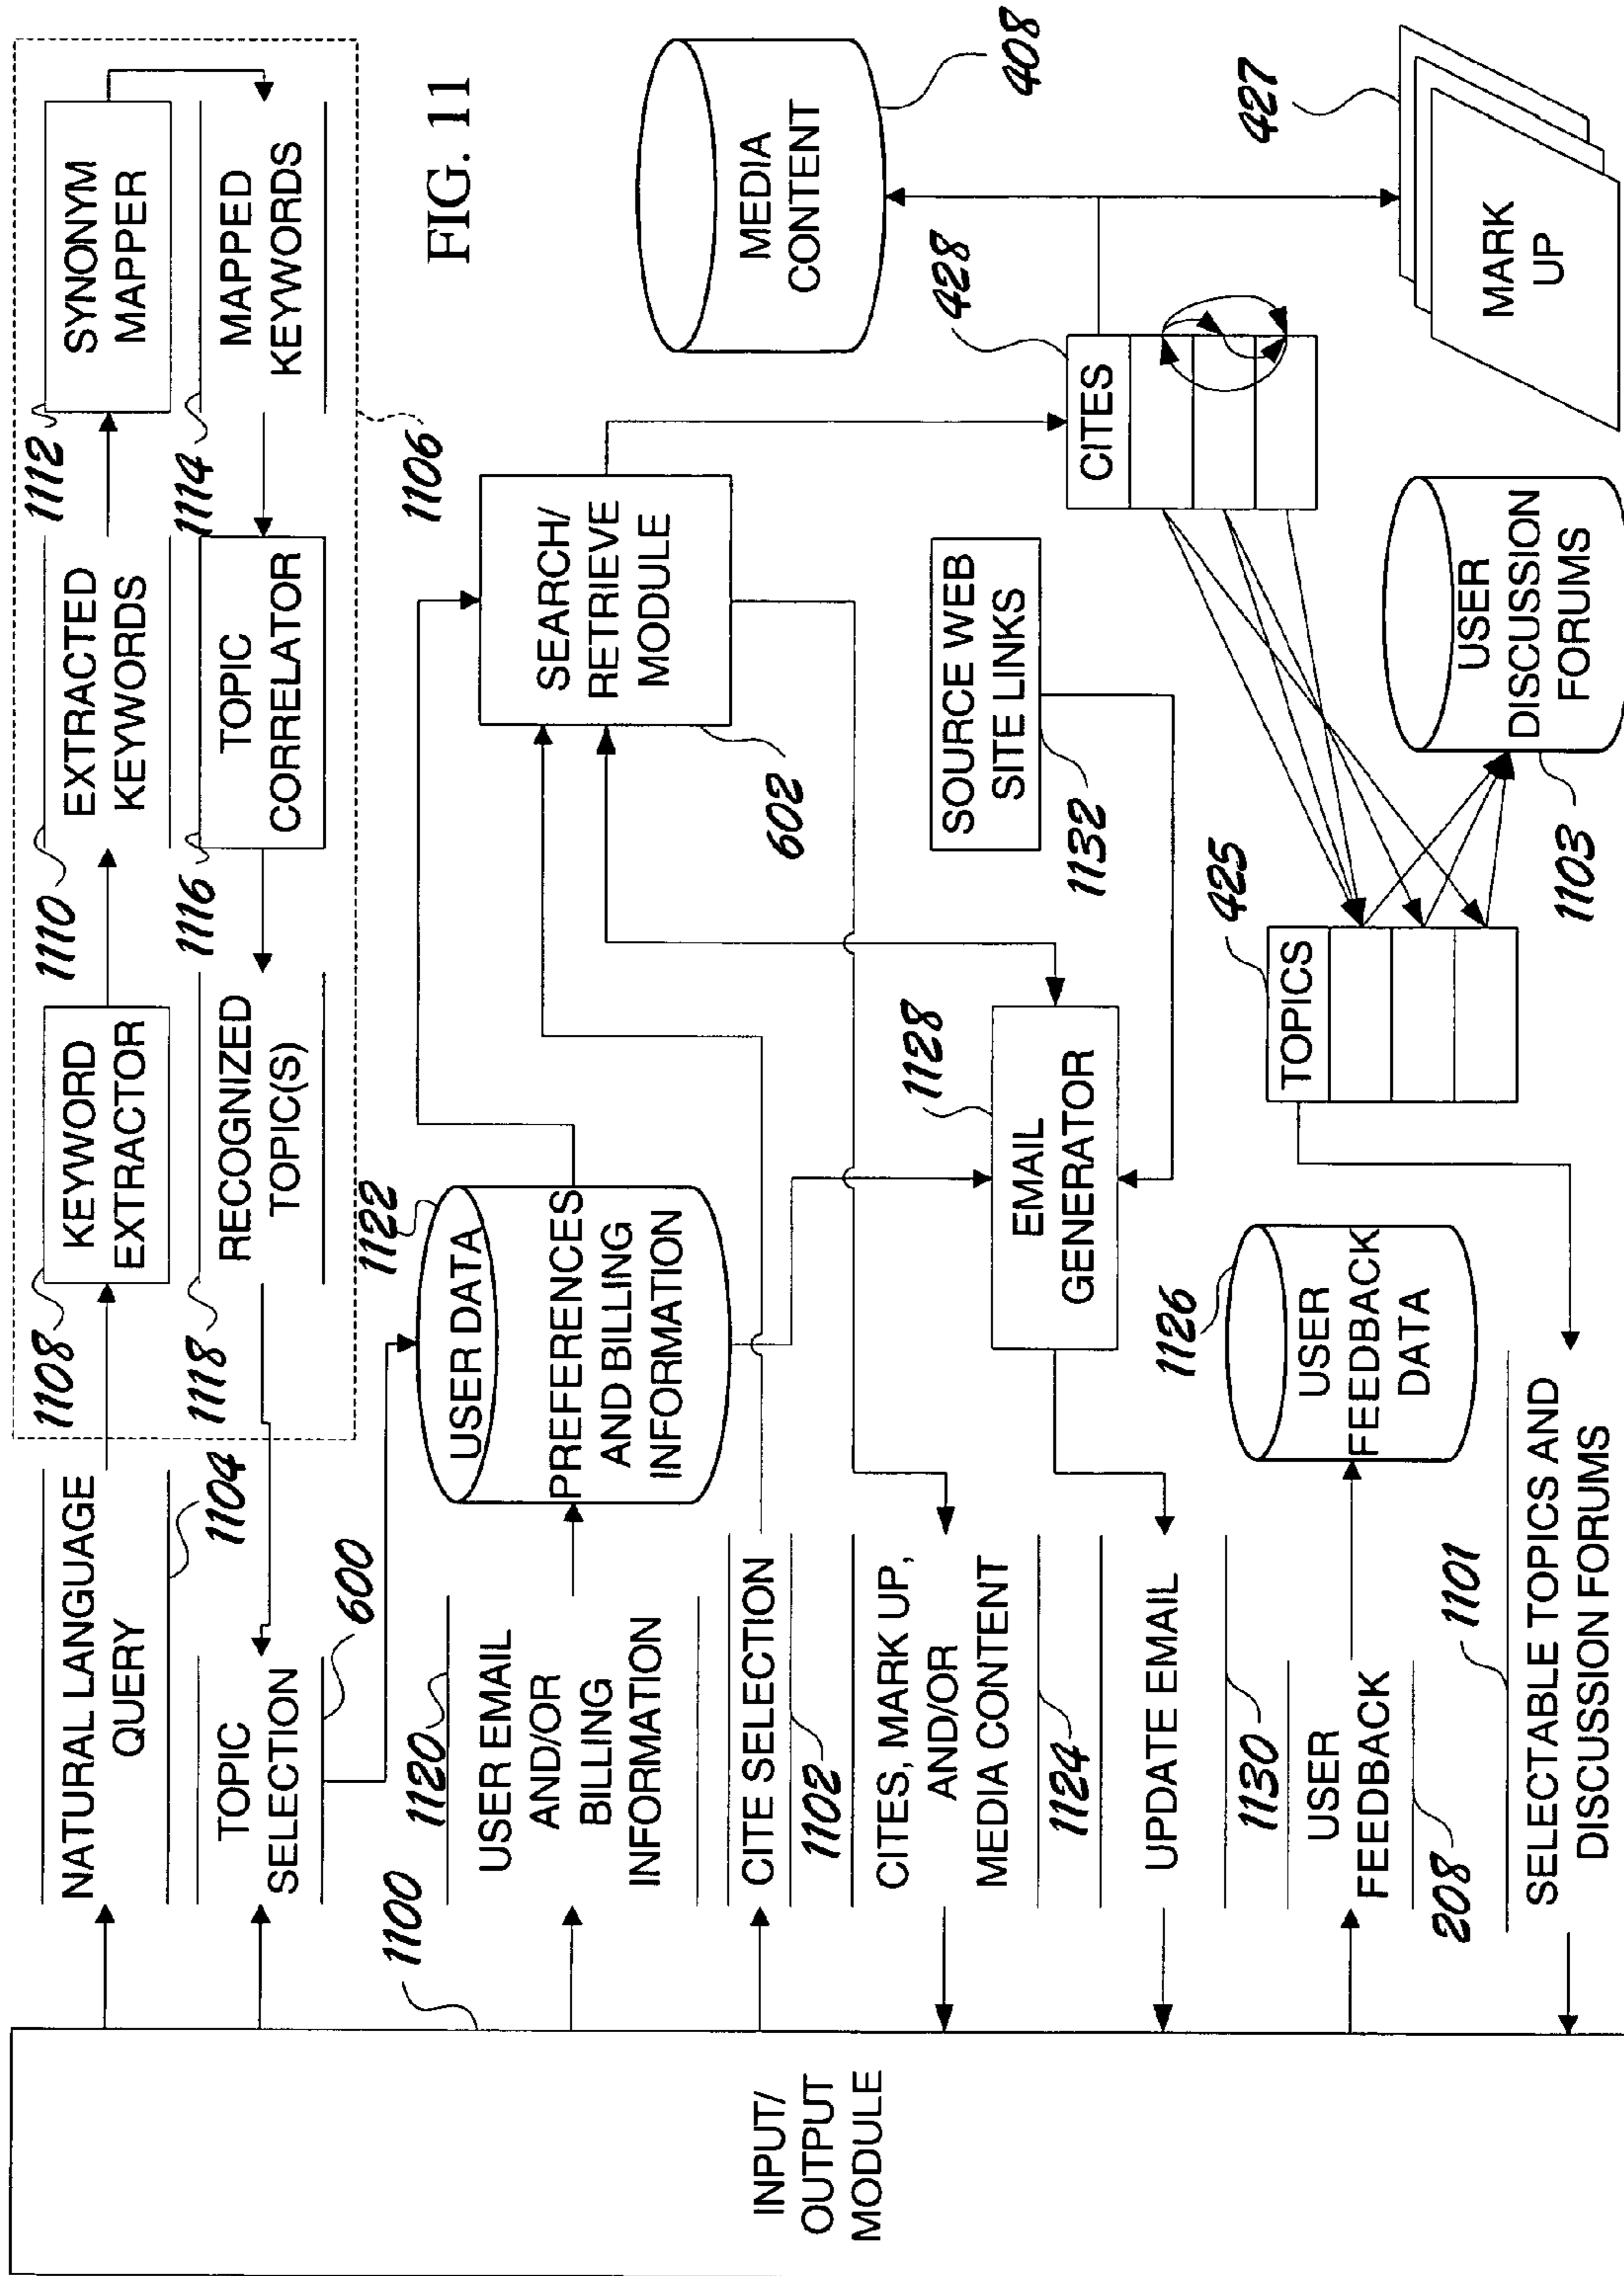 FIG. 11
INPUT/
OUTPUT
MODULE
1100
NATURAL LANGUAGE
QUERY
1104
KEYWORD
EXTRACTOR
1108
EXTRACTED
KEYWORDS
1110
SYNONYM
MAPPER
1112
MAPPED
KEYWORDS
1114
TOPIC
CORRELATOR
1116
RECOGNIZED
TOPIC(S)
1118
1106
TOPIC
SELECTION
600
USER EMAIL
AND/OR
BILLING
INFORMATION
1120
USER DATA
PREFERENCES
AND BILLING
INFORMATION
1122
SEARCH/
RETRIEVE
MODULE
602
MEDIA
CONTENT
408
CITE SELECTION
1102
CITES, MARK UP,
AND/OR
MEDIA CONTENT
1124
EMAIL
GENERATOR
1128
SOURCE WEB
SITE LINKS
1132
CITES
428
MARK
UP
427
UPDATE EMAIL
1130
USER
FEEDBACK
208
USER
FEEDBACK
DATA
1126
TOPICS
425
USER
DISCUSSION
FORUMS
1103
SELECTABLE TOPICS AND
DISCUSSION FORUMS
1101